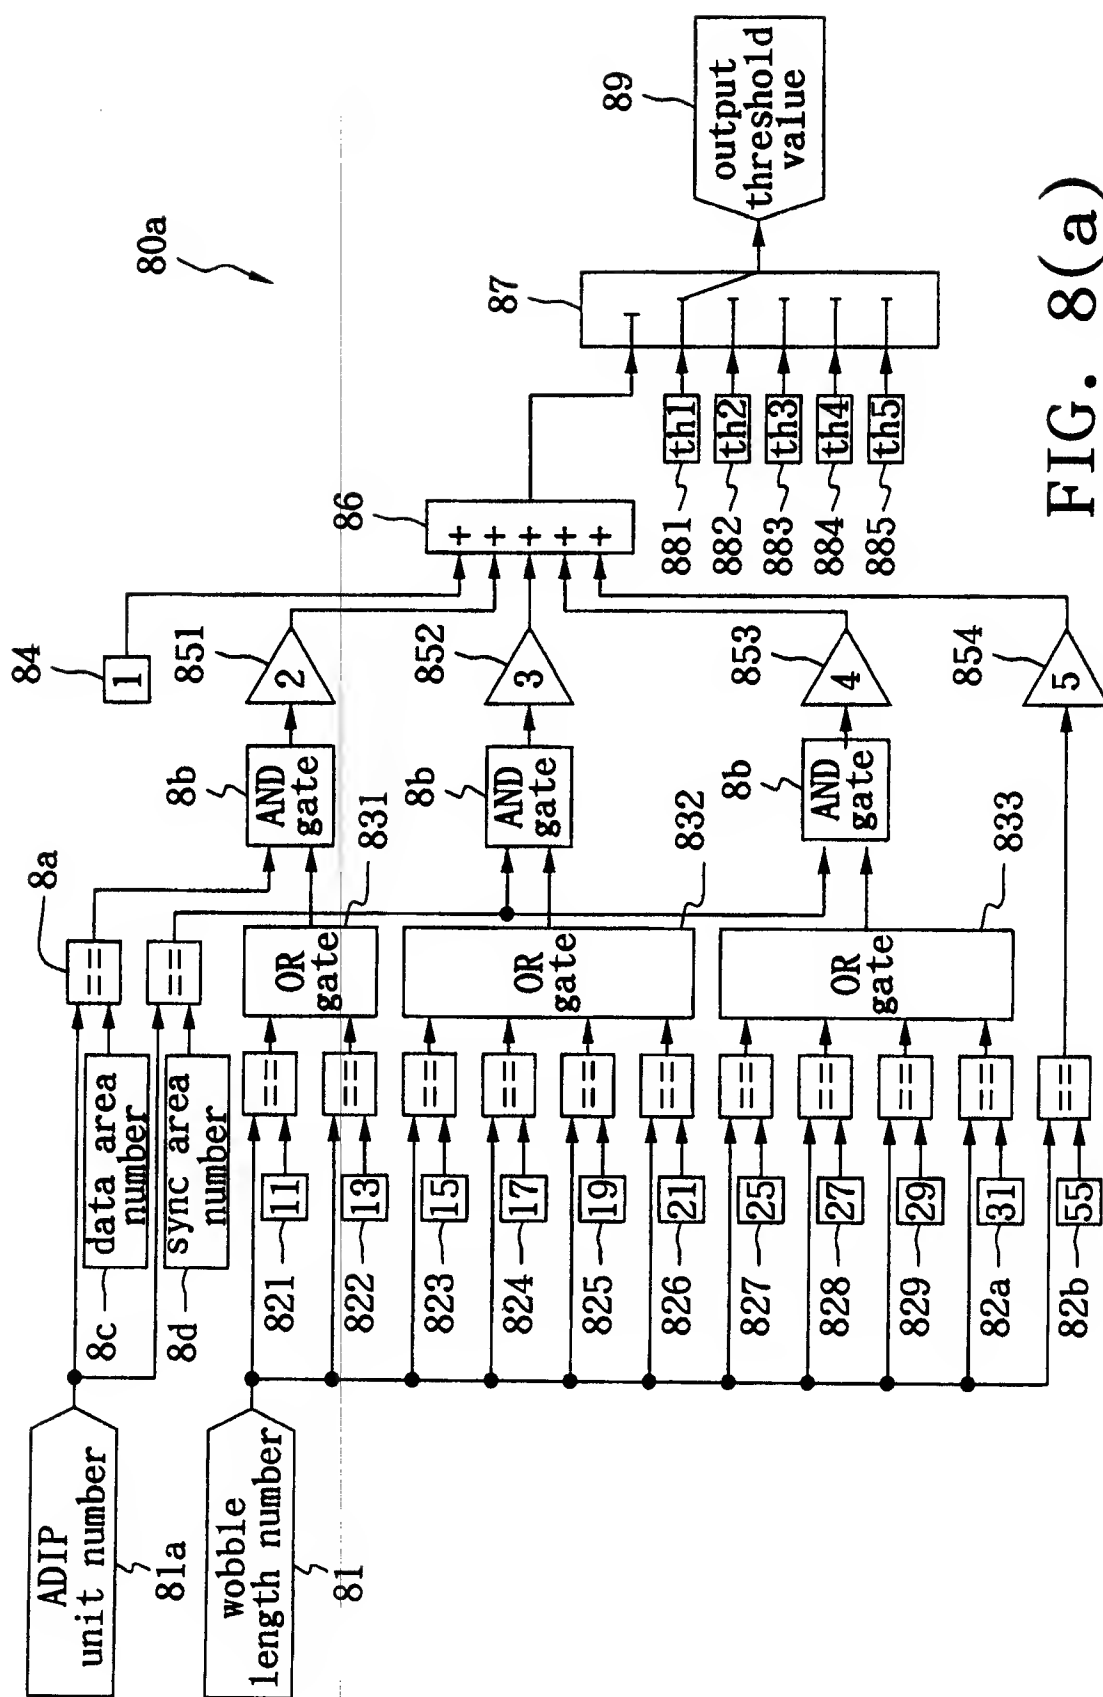 80a
ADIP
unit number
81a
wobble
length number
81
8c
data area
number
8d
sync area
number
8a
==
==
821
11
==
822
13
==
823
15
==
824
17
==
825
19
==
826
21
==
827
25
==
828
27
==
829
29
==
82a
31
==
82b
55
==
OR
gate
831
OR
gate
832
OR
gate
833
8b
AND
gate
8b
AND
gate
8b
AND
gate
84
1
851
2
852
3
853
4
854
5
86
+
+
+
+
+
87
881
th1
882
th2
883
th3
884
th4
885
th5
89
output
threshold
value
FIG. 8(a)